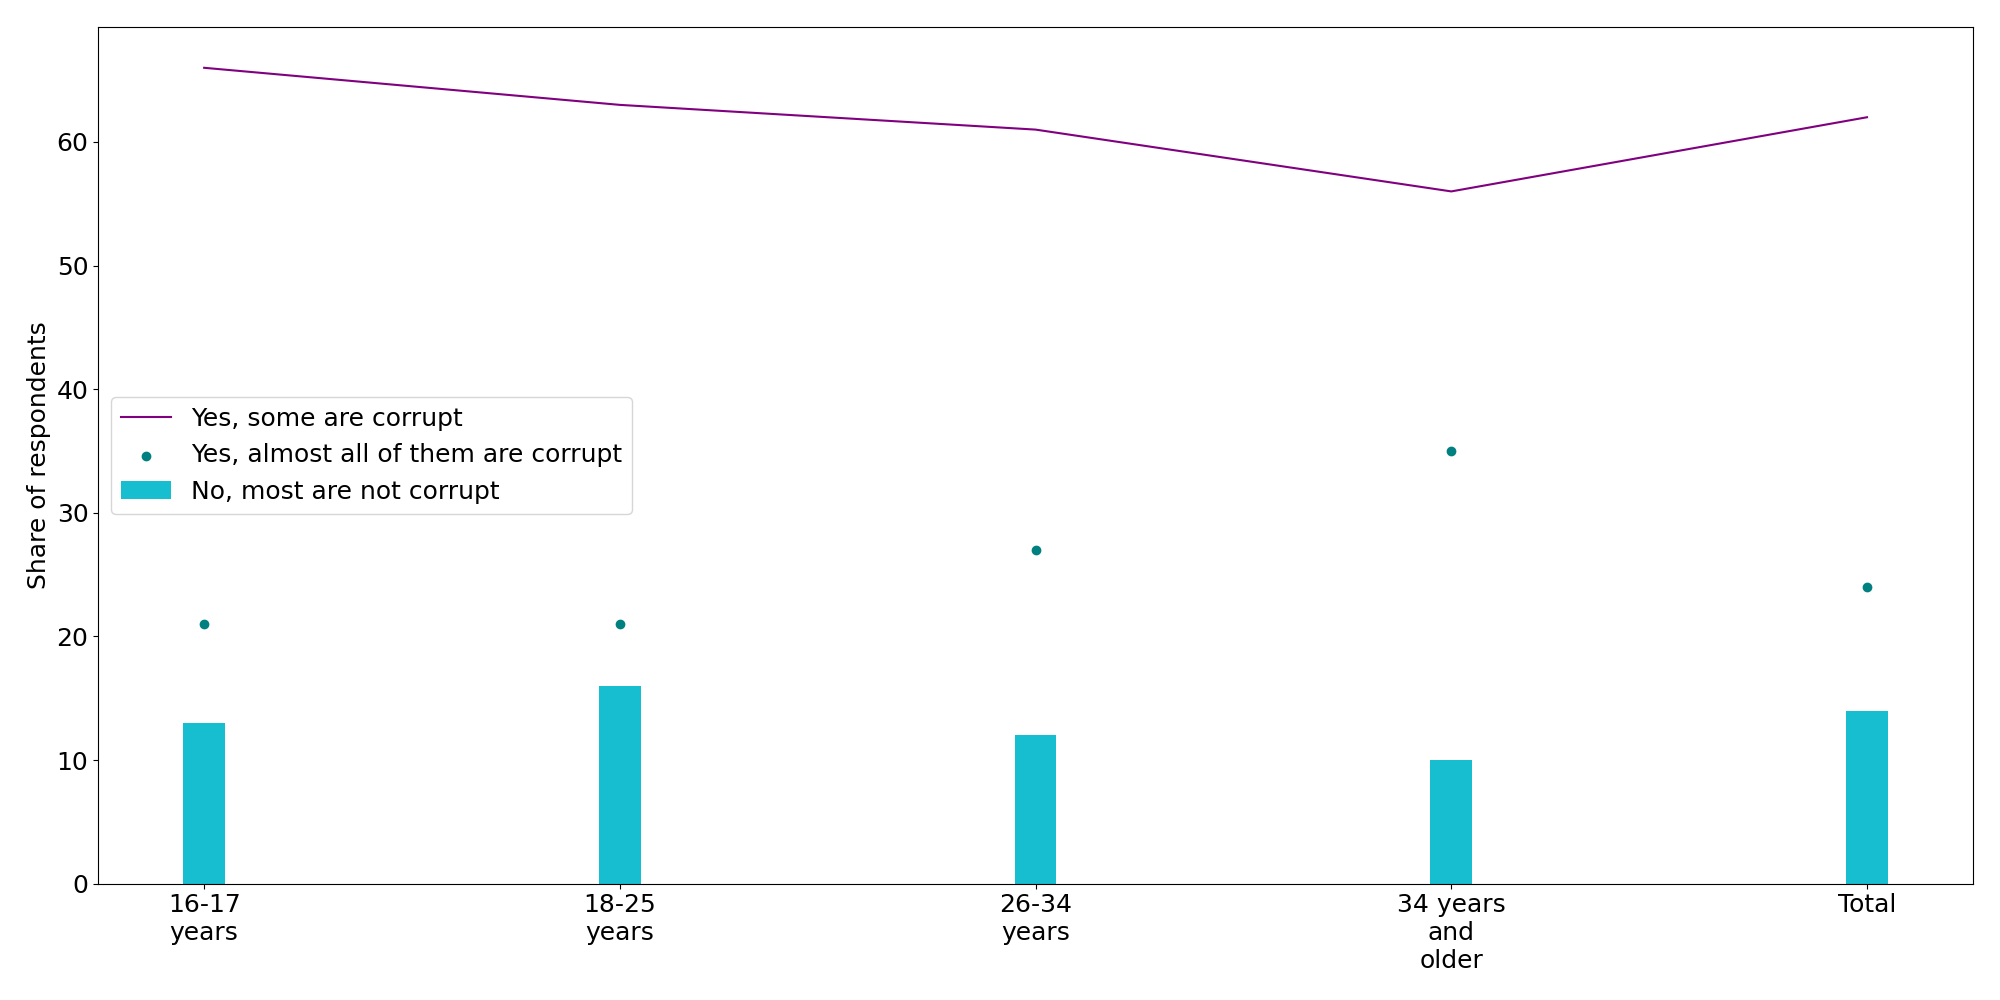 Share of respondents
60
50
40
30
20
10
0
Yes, some are corrupt
Yes, almost all of them are corrupt
No, most are not corrupt
16-17
years
18-25
years
26-34
years
34 years
and
older
Total